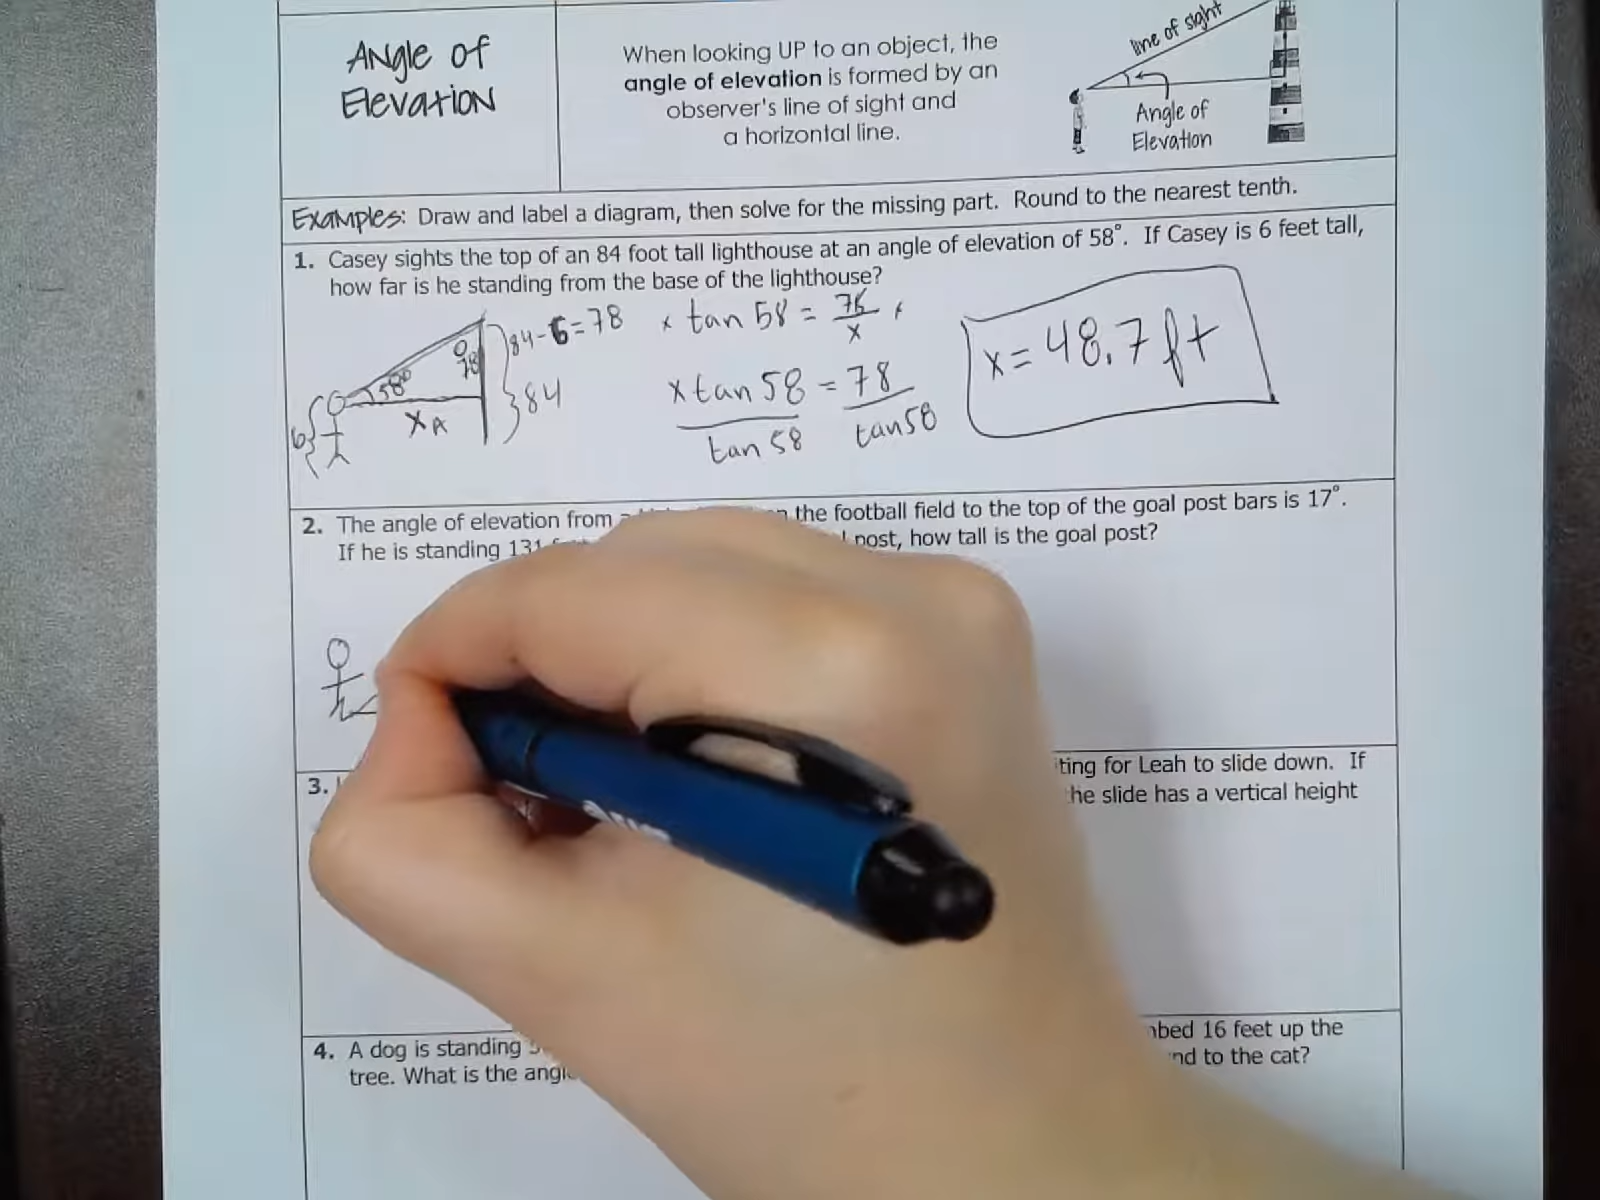 Angle of
Elevation
When looking UP to an object, the
angle of elevation is formed by an
observer's line of sight and
a horizontal line.
line of sight
Angle of
Elevation
Examples: Draw and label a diagram, then solve for the missing part. Round to the nearest tenth.
1. Casey sights the top of an 84 foot tall lighthouse at an angle of elevation of 58°. If Casey is 6 feet tall,
how far is he standing from the base of the lighthouse?
84-6=78
O
78
58°
6
x A
84
x tan 58 = 78/x
x tan 58 = 78
tan 58 tan 58
x = 48.7 ft
2. The angle of elevation from the football field to the top of the goal post bars is 17°.
If he is standing 131 post, how tall is the goal post?
3. ting for Leah to slide down. If
he slide has a vertical height
4. A dog is standing bed 16 feet up the
tree. What is the nd to the cat?